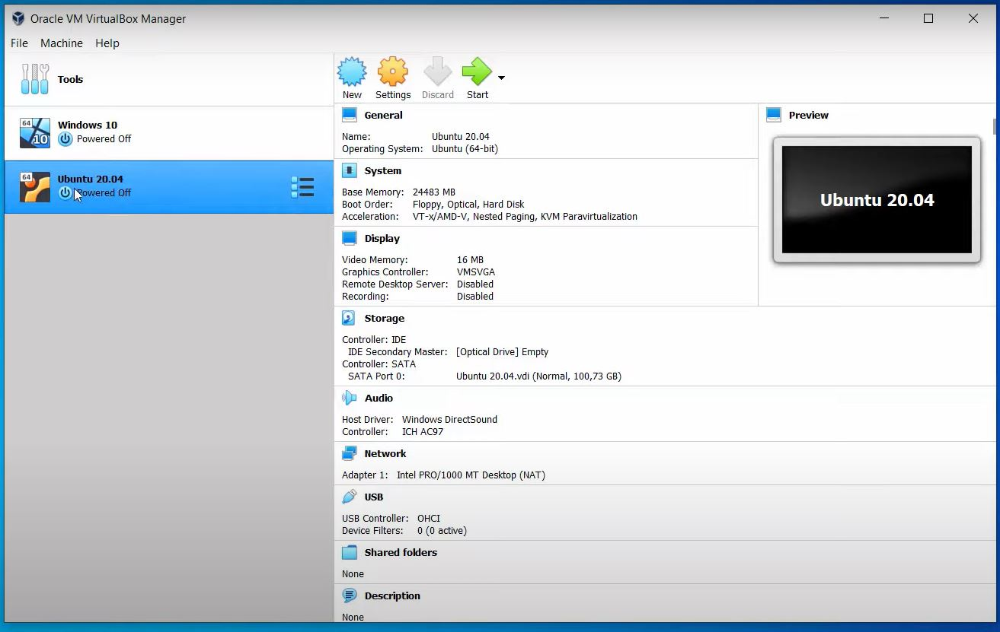 Oracle VM VirtualBox Manager
File Machine Help
Tools
New Settings Discard Start
64 10 Windows 10
Powered Off
64 Ubuntu 20.04
Powered Off
General
Name: Ubuntu 20.04
Operating System: Ubuntu (64-bit)
System
Base Memory: 24483 MB
Boot Order: Floppy, Optical, Hard Disk
Acceleration: VT-x/AMD-V, Nested Paging, KVM Paravirtualization
Display
Video Memory: 16 MB
Graphics Controller: VMSVGA
Remote Desktop Server: Disabled
Recording: Disabled
Preview
Ubuntu 20.04
Storage
Controller: IDE
IDE Secondary Master: [Optical Drive] Empty
Controller: SATA
SATA Port 0: Ubuntu 20.04.vdi (Normal, 100,73 GB)
Audio
Host Driver: Windows DirectSound
Controller: ICH AC97
Network
Adapter 1: Intel PRO/1000 MT Desktop (NAT)
USB
USB Controller: OHCI
Device Filters: 0 (0 active)
Shared folders
None
Description
None